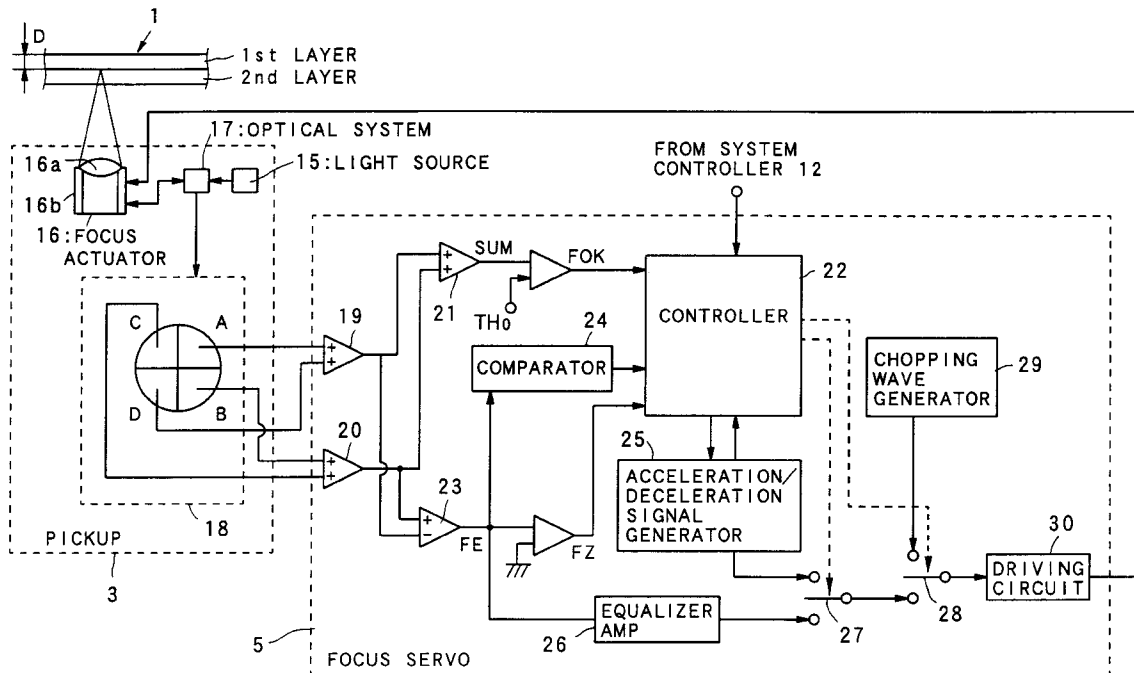 D
1
1st LAYER
2nd LAYER
17:OPTICAL SYSTEM
15:LIGHT SOURCE
16a
16b
16:FOCUS
ACTUATOR
FROM SYSTEM
CONTROLLER 12
SUM
FOK
21
TH0
22
CONTROLLER
C
A
D
B
19
20
24
COMPARATOR
CHOPPING
WAVE
GENERATOR
29
25
ACCELERATION/
DECELERATION
SIGNAL
GENERATOR
23
FE
FZ
18
PICKUP
3
30
DRIVING
CIRCUIT
28
27
EQUALIZER
AMP
26
5
FOCUS SERVO